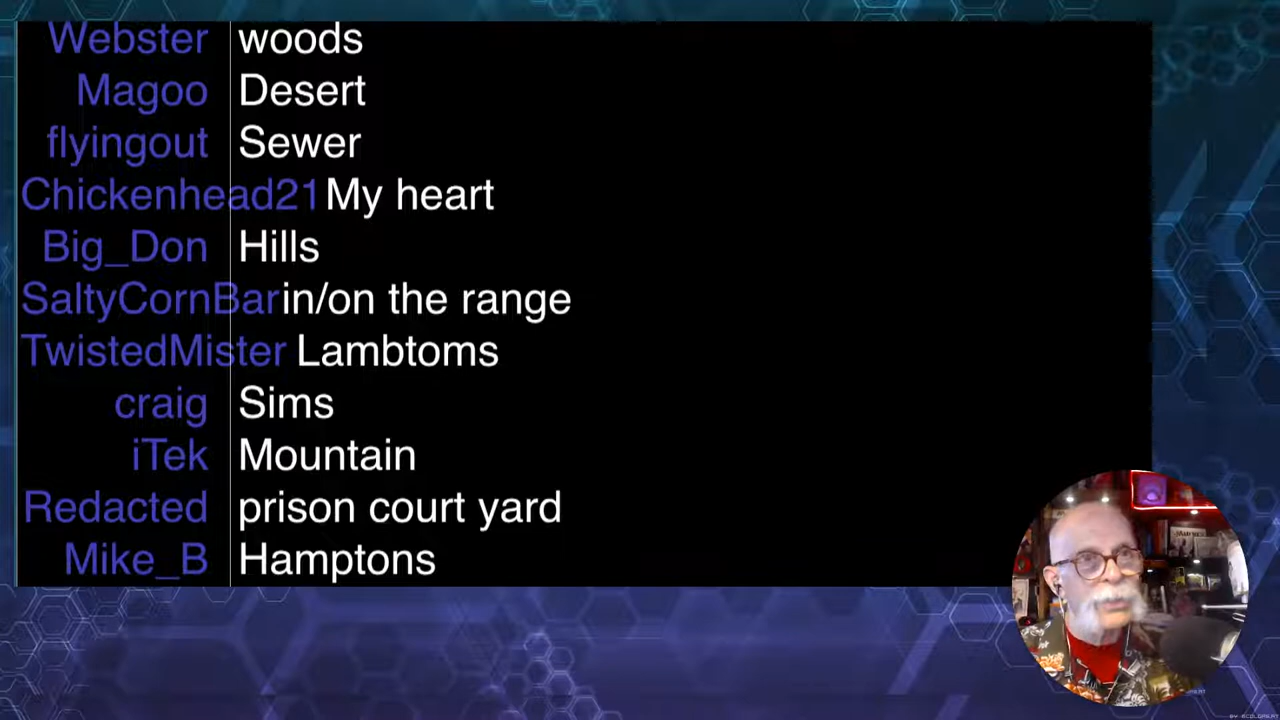 Webster woods
Magoo Desert
flyingout Sewer
Chickenhead21 My heart
Big_Don Hills
SaltyCornBar in/on the range
TwistedMister Lambtoms
craig Sims
iTek Mountain
Redacted prison court yard
Mike_B Hamptons